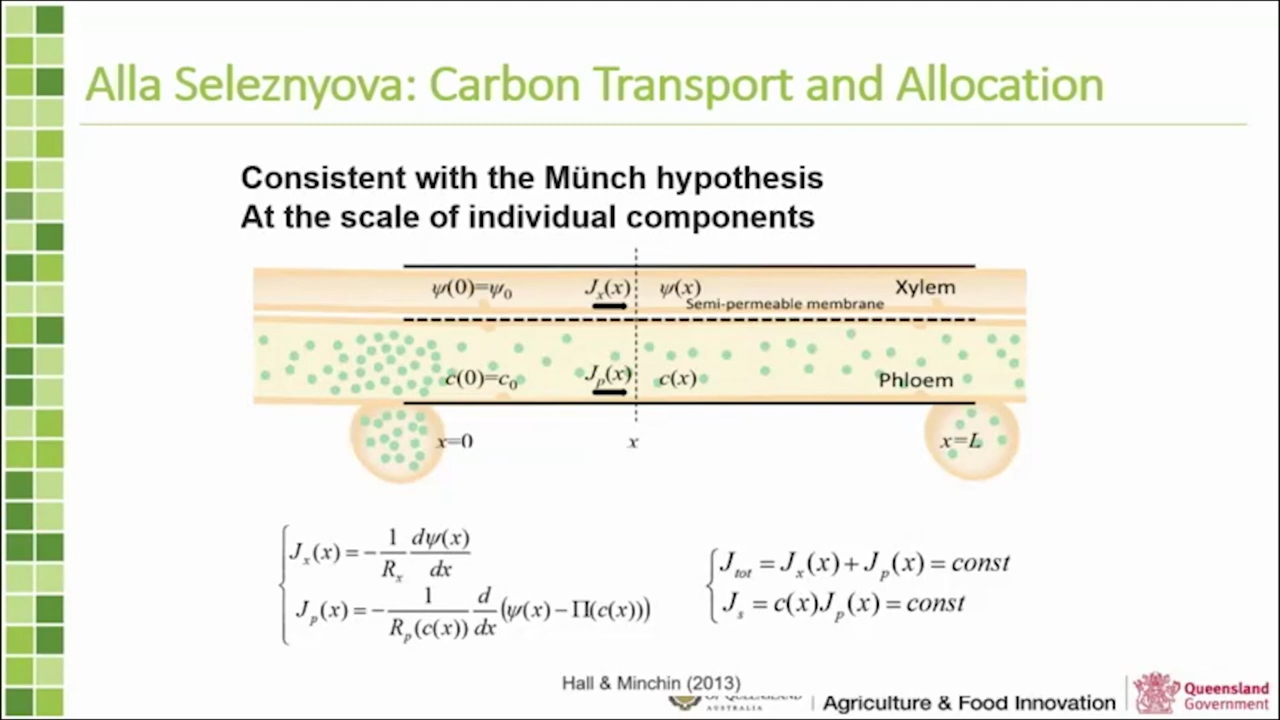 Alla Seleznyova: Carbon Transport and Allocation
Consistent with the Münch hypothesis
At the scale of individual components
ψ(0)=ψ₀ Jₓ(x) ψ(x) Xylem
Semi-permeable membrane
c(0)=c₀ Jₚ(x) c(x) Phloem
x=0 x x=L
Jₓ(x) = − 1/Rₓ dψ(x)/dx
Jₚ(x) = − 1/Rₚ(c(x)) d/dx (ψ(x) − Π(c(x)))
Jₜₒₜ = Jₓ(x) + Jₚ(x) = const
Jₛ = c(x)Jₚ(x) = const
Hall & Minchin (2013)
AUSTRALIA
Agriculture & Food Innovation
Queensland
Government